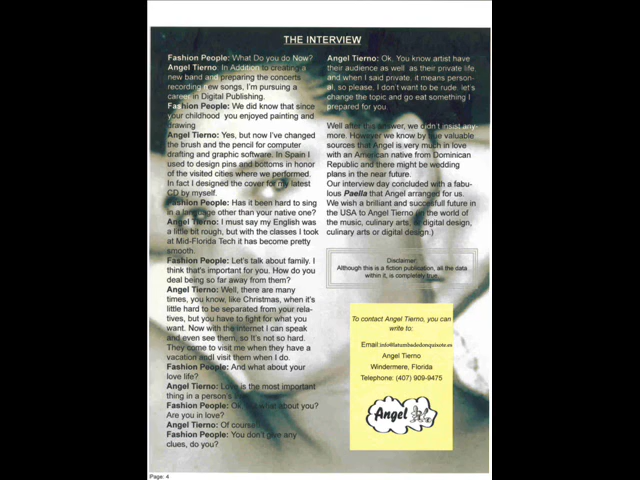 THE INTERVIEW
Fashion People: What Do you do Now?
Angel Tierno: In Addition to creating a
new band and preparing the concerts
recording new songs, I'm pursuing a
career in Digital Publishing.
Fashion People: We did know that since
your childhood you enjoyed painting and
drawing
Angel Tierno: Yes, but now I've changed
the brush and the pencil for computer
drafting and graphic software. In Spain I
used to design pins and bottoms in honor
of the visited cities where we performed.
In fact I designed the cover for my latest
CD by myself.
Fashion People: Has it been hard to sing
in a language other than your native one?
Angel Tierno: I must say my English was
a little bit rough, but with the classes I took
at Mid-Florida Tech it has become pretty
smooth.
Fashion People: Let's talk about family. I
think that's important for you. How do you
deal being so far away from them?
Angel Tierno: Well, there are many
times, you know, like Christmas, when it's
little hard to be separated from your rela-
tives, but you have to fight for what you
want. Now with the Internet I can speak
and even see them, so It's not so hard.
They some to visit me when they have a
vacation and I visit them when I do.
Fashion People: And what about your
love life?
Angel Tierno: Love is the most important
thing in a person's
Fashion People: Ok, but what about you?
Are you in love?
Angel Tierno: Of course.
Fashion People: You don't give any
clues, do you?
Angel Tierno: Ok. You know artist have
their audience as well as their private life,
and when I said private, it means person-
al, so please, I don't want to be rude. let's
change the topic and go eat something I
prepared for you.
Well after this answer, we didn't insist any-
more. However we know by true valuable
sources that Angel is very much in love
with an American native from Dominican
Republic and there might be wedding
plans in the near future.
Our interview day concluded with a fabu-
lous Paella that Angel arranged for us.
We wish a brilliant and succesfull future in
the USA to Angel Tierno in the world of
the music, culinary arts, or digital design,
culinary arts or digital design.)
Disclaimer:
Although this is a fiction publication, all the data
within it, is completely true.
To contact Angel Tierno, you can
write to:
Email:info@latumbadedonquixote.es
Angel Tierno
Windermere, Florida
Telephone: (407) 909-9475
Angel
Page: 4